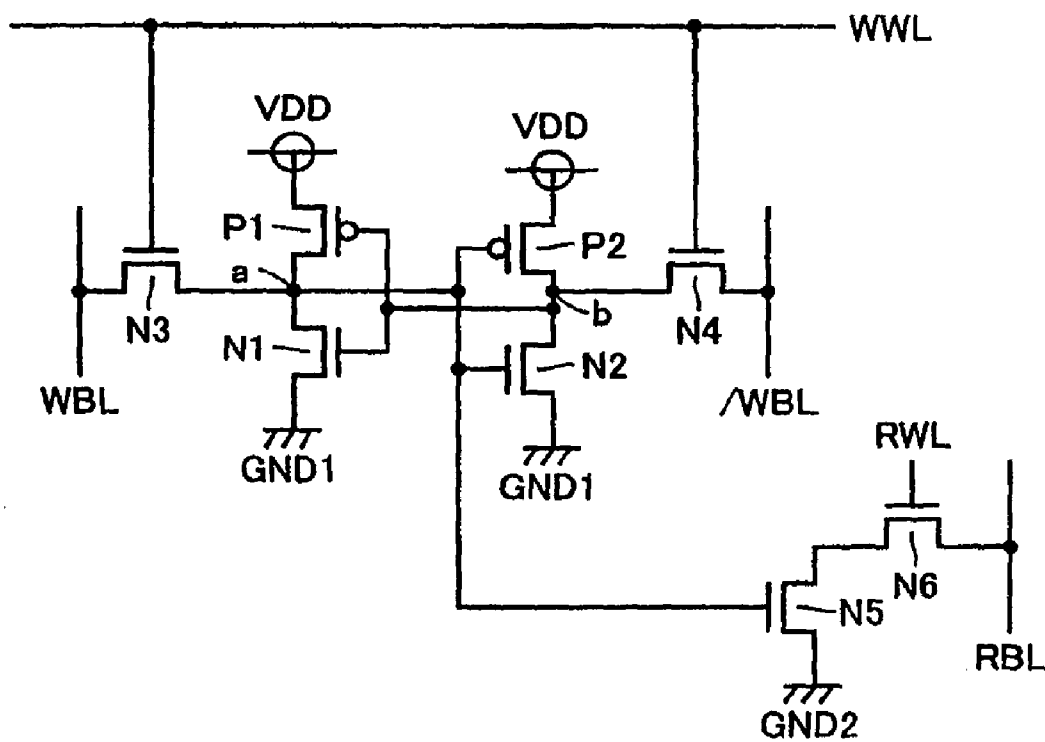 WWL
VDD
VDD
P1
P2
a
b
N3
N4
N1
N2
WBL
/WBL
GND1
GND1
RWL
N6
N5
RBL
GND2